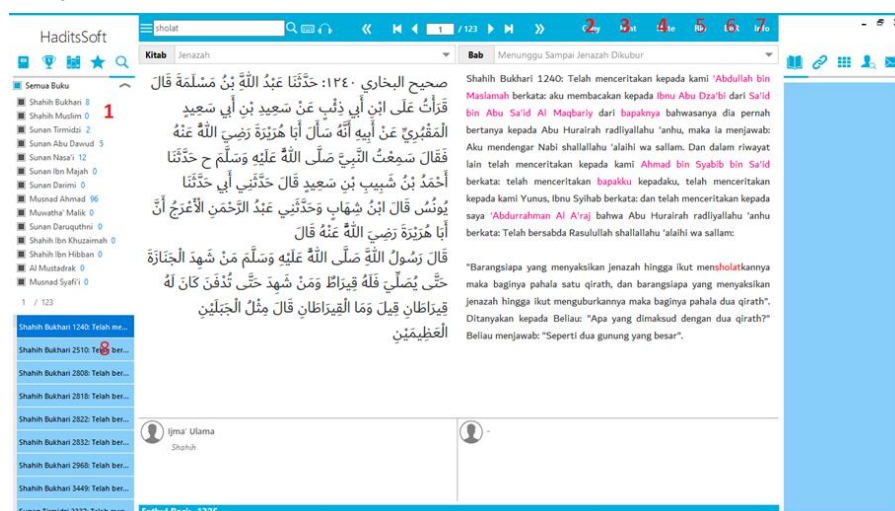 sholat
1
/ 123
2
3
4
5
6
7
HaditsSoft
Kitab
Jenazah
Bab
Menunggu Sampai Jenazah Dikubur
Semua Buku
Shahih Bukhari 8
Shahih Muslim 0
1
Sunan Tirmidzi 2
Sunan Abu Dawud 5
Sunan Nasa'i 12
Sunan Ibn Majah 0
Sunan Darimi 0
Musnad Ahmad 96
Muwatha' Malik 0
Sunan Daruquthni 0
Shahih Ibn Khuzaimah 0
Shahih Ibn Hibban 0
Al Mustadrak 0
Musnad Syafi'i 0
1 / 123
Shahih Bukhari 1240: Telah me...
Shahih Bukhari 2510: Telah ber...
8
Shahih Bukhari 2808: Telah ber...
Shahih Bukhari 2818: Telah ber...
Shahih Bukhari 2822: Telah ber...
Shahih Bukhari 2832: Telah ber...
Shahih Bukhari 2968: Telah ber...
Shahih Bukhari 3449: Telah ber...
صحيح البخاري ١٢٤٠: حَدَّثَنَا عَبْدُ اللَّهِ بْنُ مَسْلَمَةَ قَالَ
قَرَأْتُ عَلَى ابْنِ أَبِي ذِئْبٍ عَنْ سَعِيدِ بْنِ أَبِي سَعِيدٍ
الْمَقْبُرِيِّ عَنْ أَبِيهِ أَنَّهُ سَأَلَ أَبَا هُرَيْرَةَ رَضِيَ اللَّهُ عَنْهُ
فَقَالَ سَمِعْتُ النَّبِيَّ صَلَّى اللَّهُ عَلَيْهِ وَسَلَّمَ ح حَدَّثَنَا
أَحْمَدُ بْنُ شَبِيبِ بْنِ سَعِيدٍ قَالَ حَدَّثَنِي أَبِي حَدَّثَنَا
يُونُسُ قَالَ ابْنُ شِهَابٍ وَحَدَّثَنِي عَبْدُ الرَّحْمَنِ الْأَعْرَجُ أَنَّ
أَبَا هُرَيْرَةَ رَضِيَ اللَّهُ عَنْهُ قَالَ
قَالَ رَسُولُ اللَّهِ صَلَّى اللَّهُ عَلَيْهِ وَسَلَّمَ مَنْ شَهِدَ الْجَنَازَةَ
حَتَّى يُصَلِّيَ فَلَهُ قِيرَاطٌ وَمَنْ شَهِدَ حَتَّى تُدْفَنَ كَانَ لَهُ
قِيرَاطَانِ قِيلَ وَمَا الْقِيرَاطَانِ قَالَ مِثْلُ الْجَبَلَيْنِ
الْعَظِيمَيْنِ
Shahih Bukhari 1240: Telah menceritakan kepada kami 'Abdullah bin
Maslamah berkata: aku membacakan kepada Ibnu Abu Dza'bi dari Sa'id
bin Abu Sa'id Al Maqbariy dari bapaknya bahwasanya dia pernah
bertanya kepada Abu Hurairah radliyallahu 'anhu, maka ia menjawab:
Aku mendengar Nabi shallallahu 'alaihi wa sallam. Dan dalam riwayat
lain telah menceritakan kepada kami Ahmad bin Syabib bin Sa'id
berkata: telah menceritakan bapakku kepadaku, telah menceritakan
kepada kami Yunus, Ibnu Syihab berkata: dan telah menceritakan kepada
saya 'Abdurrahman Al A'raj bahwa Abu Hurairah radliyallahu 'anhu
berkata: Telah bersabda Rasulullah shallallahu 'alaihi wa sallam:
"Barangsiapa yang menyaksikan jenazah hingga ikut mensholatkannya
maka baginya pahala satu qirath, dan barangsiapa yang menyaksikan
jenazah hingga ikut menguburkannya maka baginya pahala dua qirath".
Ditanyakan kepada Beliau: "Apa yang dimaksud dengan dua qirath?"
Beliau menjawab: "Seperti dua gunung yang besar".
Ijma' Ulama
Shahih
-